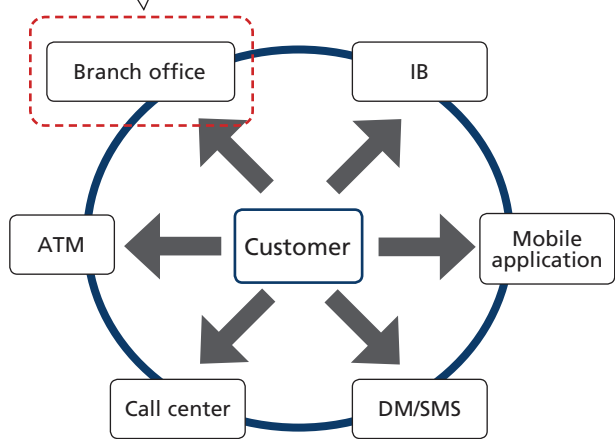 Branch office
IB
ATM
Customer
Mobile
application
Call center
DM/SMS